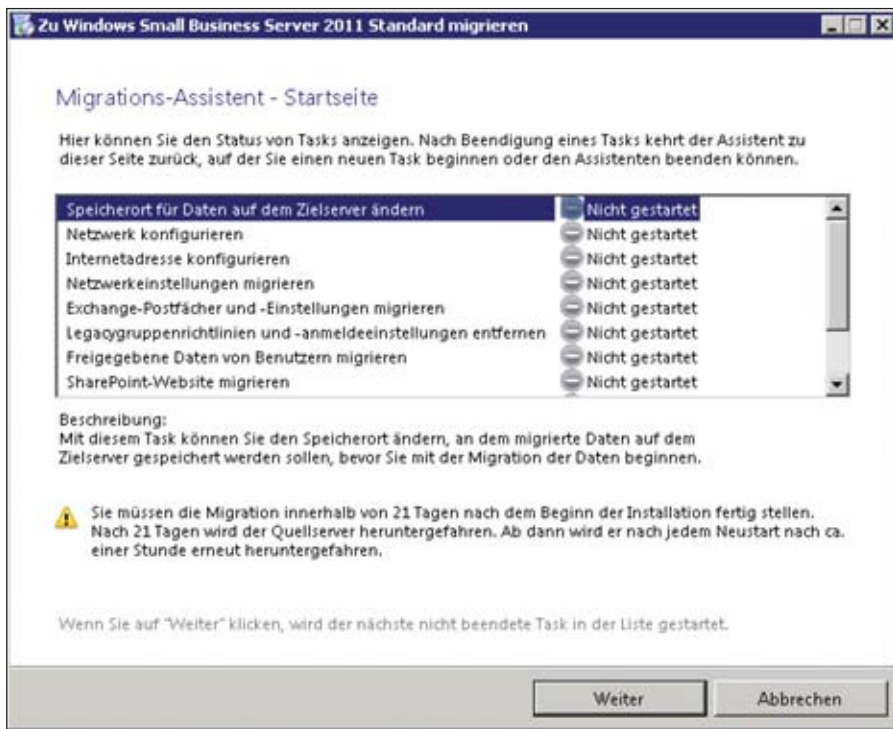 Zu Windows Small Business Server 2011 Standard migrieren
Migrations-Assistent - Startseite
Hier können Sie den Status von Tasks anzeigen. Nach Beendigung eines Tasks kehrt der Assistent zu
dieser Seite zurück, auf der Sie einen neuen Task beginnen oder den Assistenten beenden können.
Speicherort für Daten auf dem Zielserver ändern Nicht gestartet
Netzwerk konfigurieren Nicht gestartet
Internetadresse konfigurieren Nicht gestartet
Netzwerkeinstellungen migrieren Nicht gestartet
Exchange-Postfächer und -Einstellungen migrieren Nicht gestartet
Legacygruppenrichtlinien und -anmeldeeinstellungen entfernen Nicht gestartet
Freigegebene Daten von Benutzern migrieren Nicht gestartet
SharePoint-Website migrieren Nicht gestartet
Beschreibung:
Mit diesem Task können Sie den Speicherort ändern, an dem migrierte Daten auf dem
Zielserver gespeichert werden sollen, bevor Sie mit der Migration der Daten beginnen.
Sie müssen die Migration innerhalb von 21 Tagen nach dem Beginn der Installation fertig stellen.
Nach 21 Tagen wird der Quellserver heruntergefahren. Ab dann wird er nach jedem Neustart nach ca.
einer Stunde erneut heruntergefahren.
Wenn Sie auf "Weiter" klicken, wird der nächste nicht beendete Task in der Liste gestartet.
Weiter Abbrechen